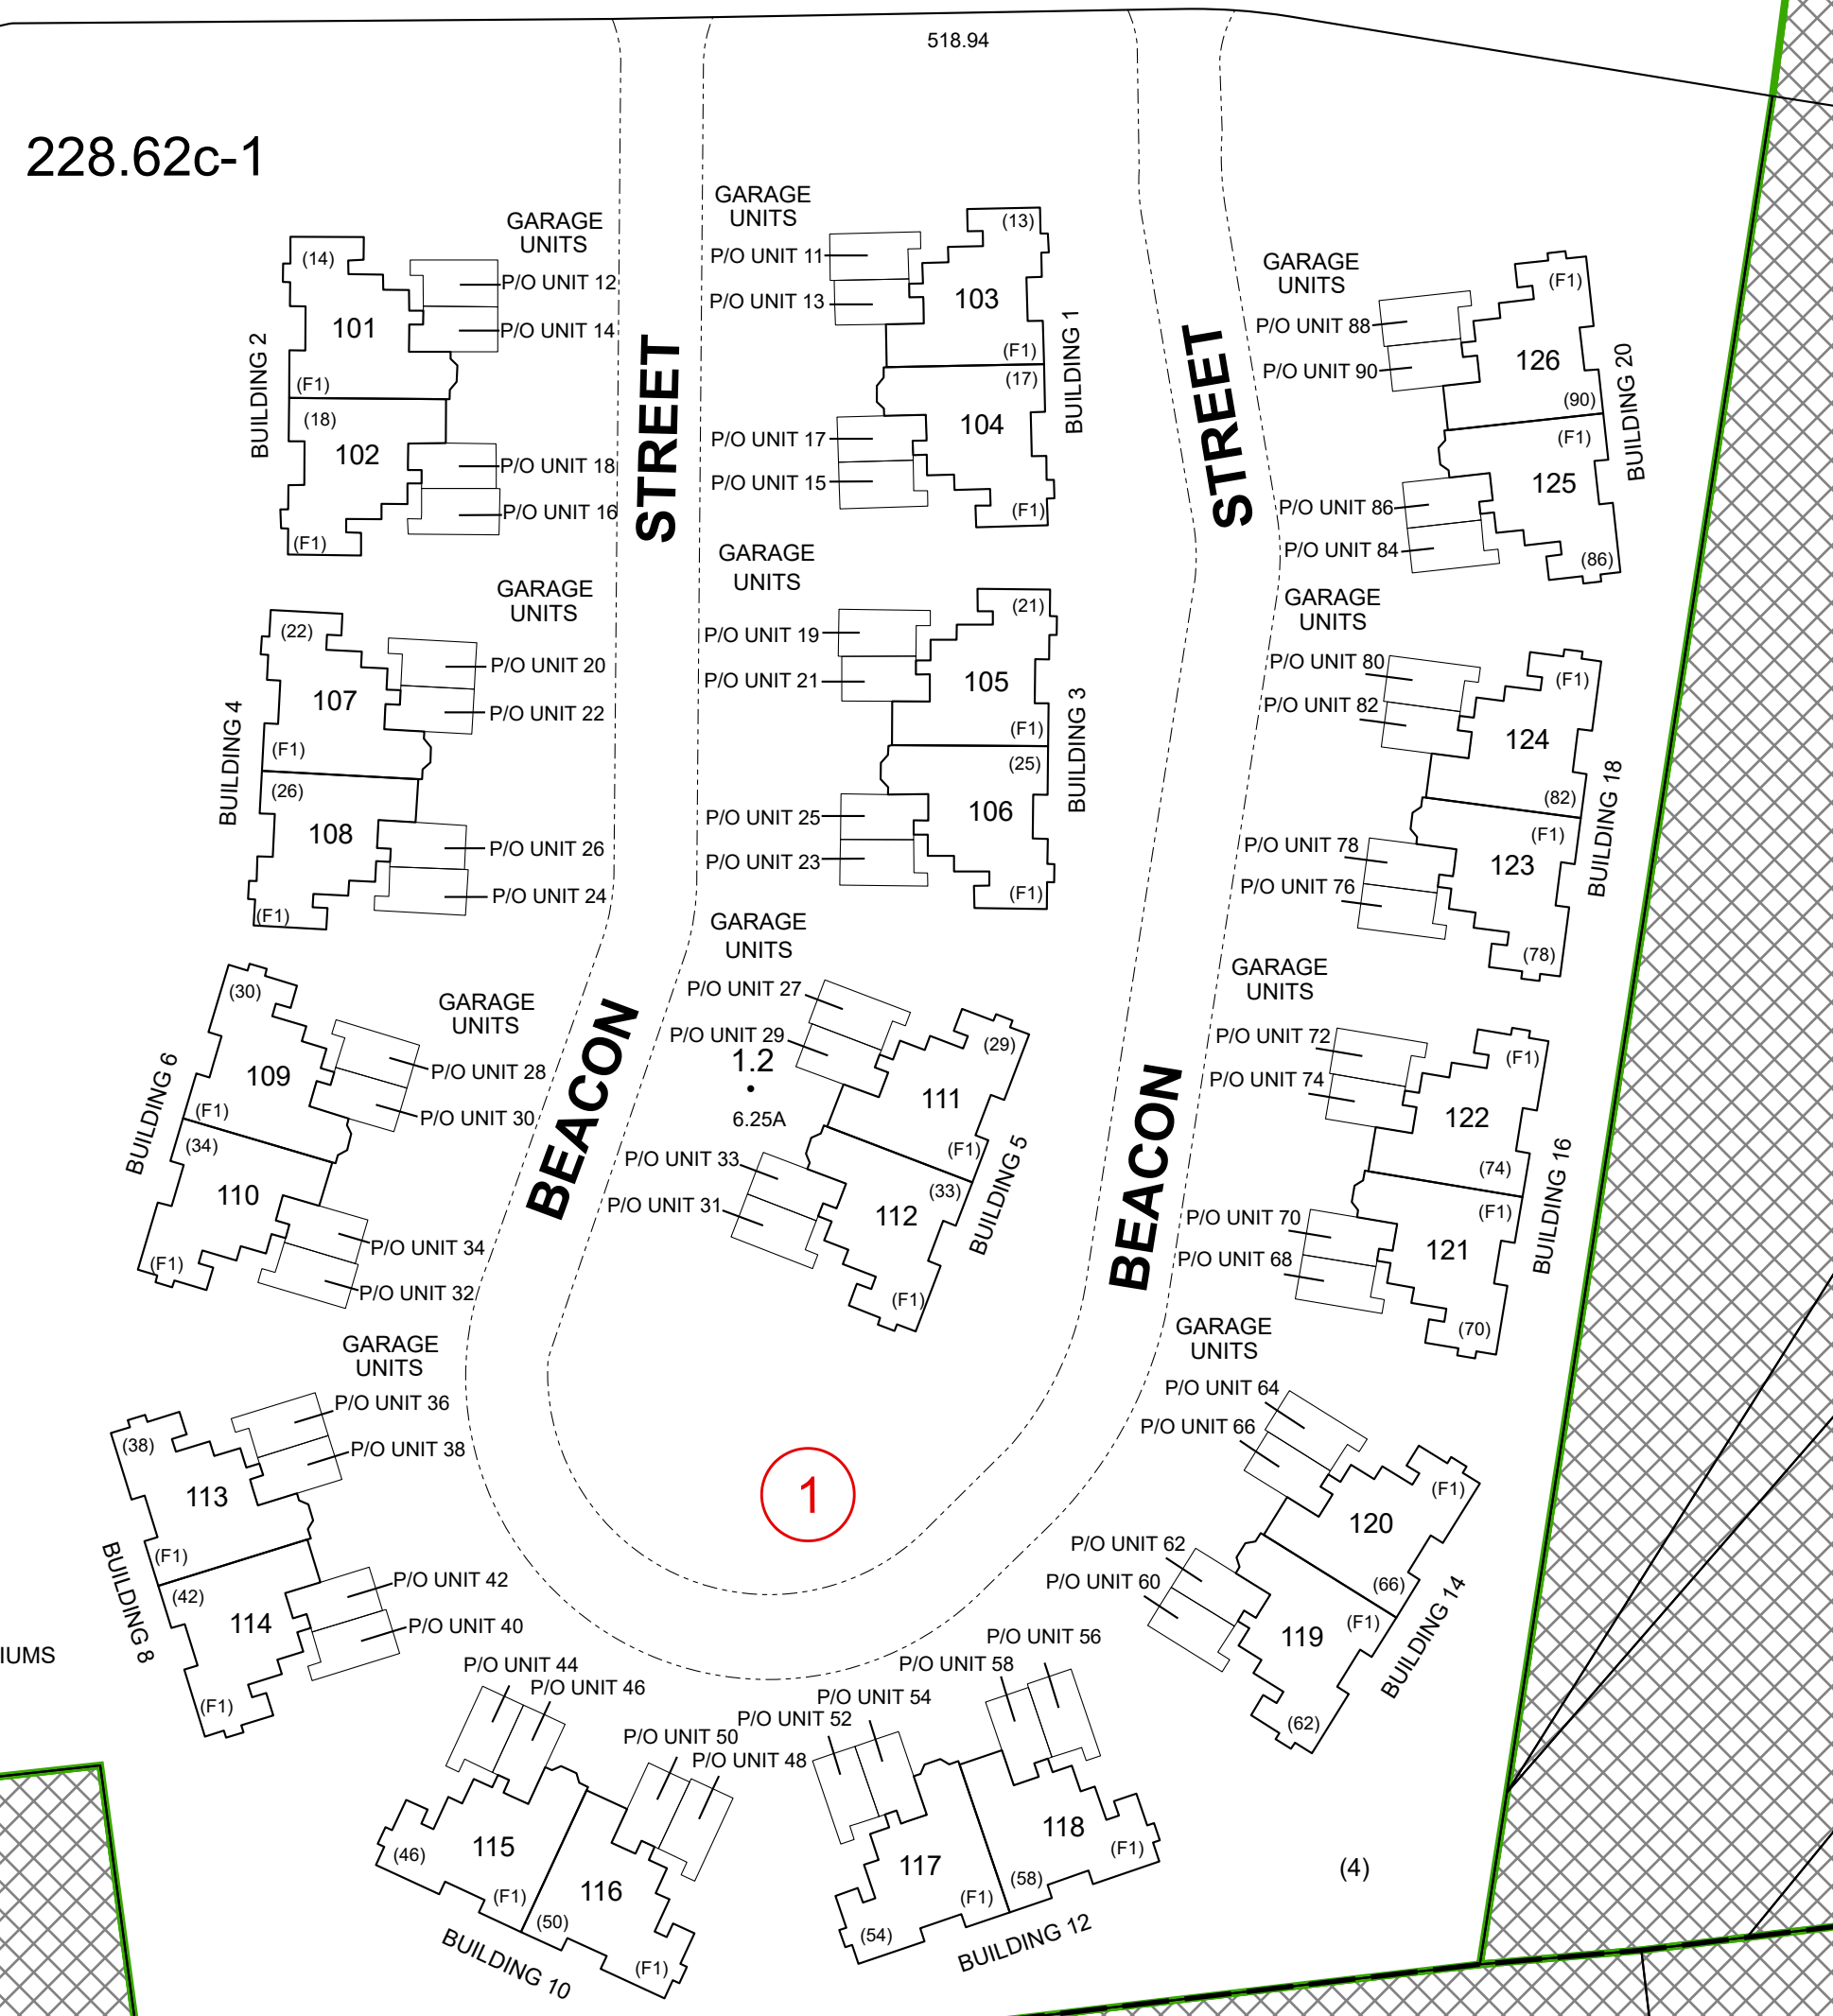 518.94
228.62c-1
GARAGE
UNITS
(14)
P/O UNIT 12
101
P/O UNIT 14
BUILDING 2
(F1)
(18)
102
P/O UNIT 18
P/O UNIT 16
(F1)
STREET
GARAGE
UNITS
(13)
P/O UNIT 11
P/O UNIT 13
103
(F1)
BUILDING 1
(17)
104
P/O UNIT 17
P/O UNIT 15
(F1)
STREET
GARAGE
UNITS
(F1)
P/O UNIT 88
P/O UNIT 90
126
(90)
BUILDING 20
(F1)
125
P/O UNIT 86
P/O UNIT 84
(86)
GARAGE
UNITS
(22)
P/O UNIT 20
107
P/O UNIT 22
BUILDING 4
(F1)
(26)
108
P/O UNIT 26
P/O UNIT 24
(F1)
GARAGE
UNITS
(21)
P/O UNIT 19
P/O UNIT 21
105
(F1)
BUILDING 3
(25)
106
P/O UNIT 25
P/O UNIT 23
(F1)
GARAGE
UNITS
P/O UNIT 80
(F1)
P/O UNIT 82
124
(82)
BUILDING 18
(F1)
P/O UNIT 78
123
P/O UNIT 76
(78)
GARAGE
UNITS
(30)
109
P/O UNIT 28
P/O UNIT 30
BUILDING 6
(F1)
(34)
110
P/O UNIT 34
(F1)
P/O UNIT 32
BEACON
GARAGE
UNITS
P/O UNIT 27
P/O UNIT 29
(29)
1.2
6.25A
111
(F1)
BUILDING 5
P/O UNIT 33
(33)
P/O UNIT 31
112
(F1)
BEACON
GARAGE
UNITS
P/O UNIT 72
(F1)
P/O UNIT 74
122
(74)
BUILDING 16
(F1)
P/O UNIT 70
121
P/O UNIT 68
(70)
GARAGE
UNITS
P/O UNIT 36
(38)
P/O UNIT 38
113
(F1)
BUILDING 8
(42)
P/O UNIT 42
114
P/O UNIT 40
(F1)
IUMS
1
GARAGE
UNITS
P/O UNIT 64
P/O UNIT 66
(F1)
120
P/O UNIT 62
P/O UNIT 60
(66)
BUILDING 14
(F1)
119
(62)
P/O UNIT 44
P/O UNIT 46
P/O UNIT 50
P/O UNIT 48
115
(46)
(F1)
116
(50)
(F1)
BUILDING 10
P/O UNIT 56
P/O UNIT 58
P/O UNIT 54
P/O UNIT 52
118
(F1)
117
(58)
(F1)
(54)
BUILDING 12
(4)